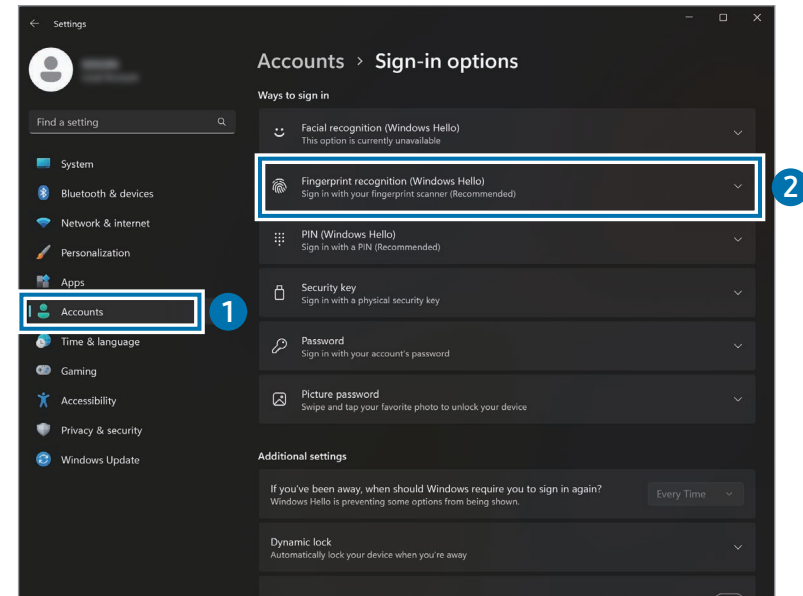 Settings
Find a setting
System
Bluetooth & devices
Network & internet
Personalization
Apps
Accounts
1
Time & language
Gaming
Accessibility
Privacy & security
Windows Update
Accounts > Sign-in options
Ways to sign in
Facial recognition (Windows Hello)
This option is currently unavailable
Fingerprint recognition (Windows Hello)
Sign in with your fingerprint scanner (Recommended)
2
PIN (Windows Hello)
Sign in with a PIN (Recommended)
Security key
Sign in with a physical security key
Password
Sign in with your account's password
Picture password
Swipe and tap your favorite photo to unlock your device
Additional settings
If you've been away, when should Windows require you to sign in again?
Windows Hello is preventing some options from being shown.
Every Time
Dynamic lock
Automatically lock your device when you're away